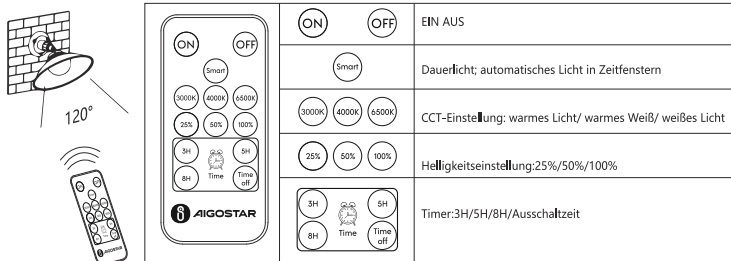 120°
ON OFF
Smart
3000K 4000K 6500K
25% 50% 100%
3H 5H
Time
8H Time off
AIGOSTAR
ON OFF
EIN AUS
Smart
Dauerlicht; automatisches Licht in Zeitfenstern
3000K 4000K 6500K
CCT-Einstellung: warmes Licht/ warmes Weiß/ weißes Licht
25% 50% 100%
Helligkeitseinstellung:25%/50%/100%
3H 5H
Time
8H Time off
Timer:3H/5H/8H/Ausschaltzeit